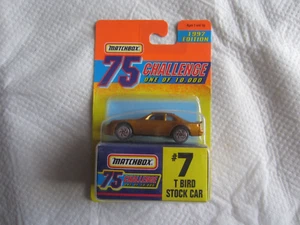 MATCHBOX
1997
EDITION
75 CHALLENGE
ONE OF 10,000
MATCHBOX
#7
75 CHALLENGE
T BIRD
STOCK CAR